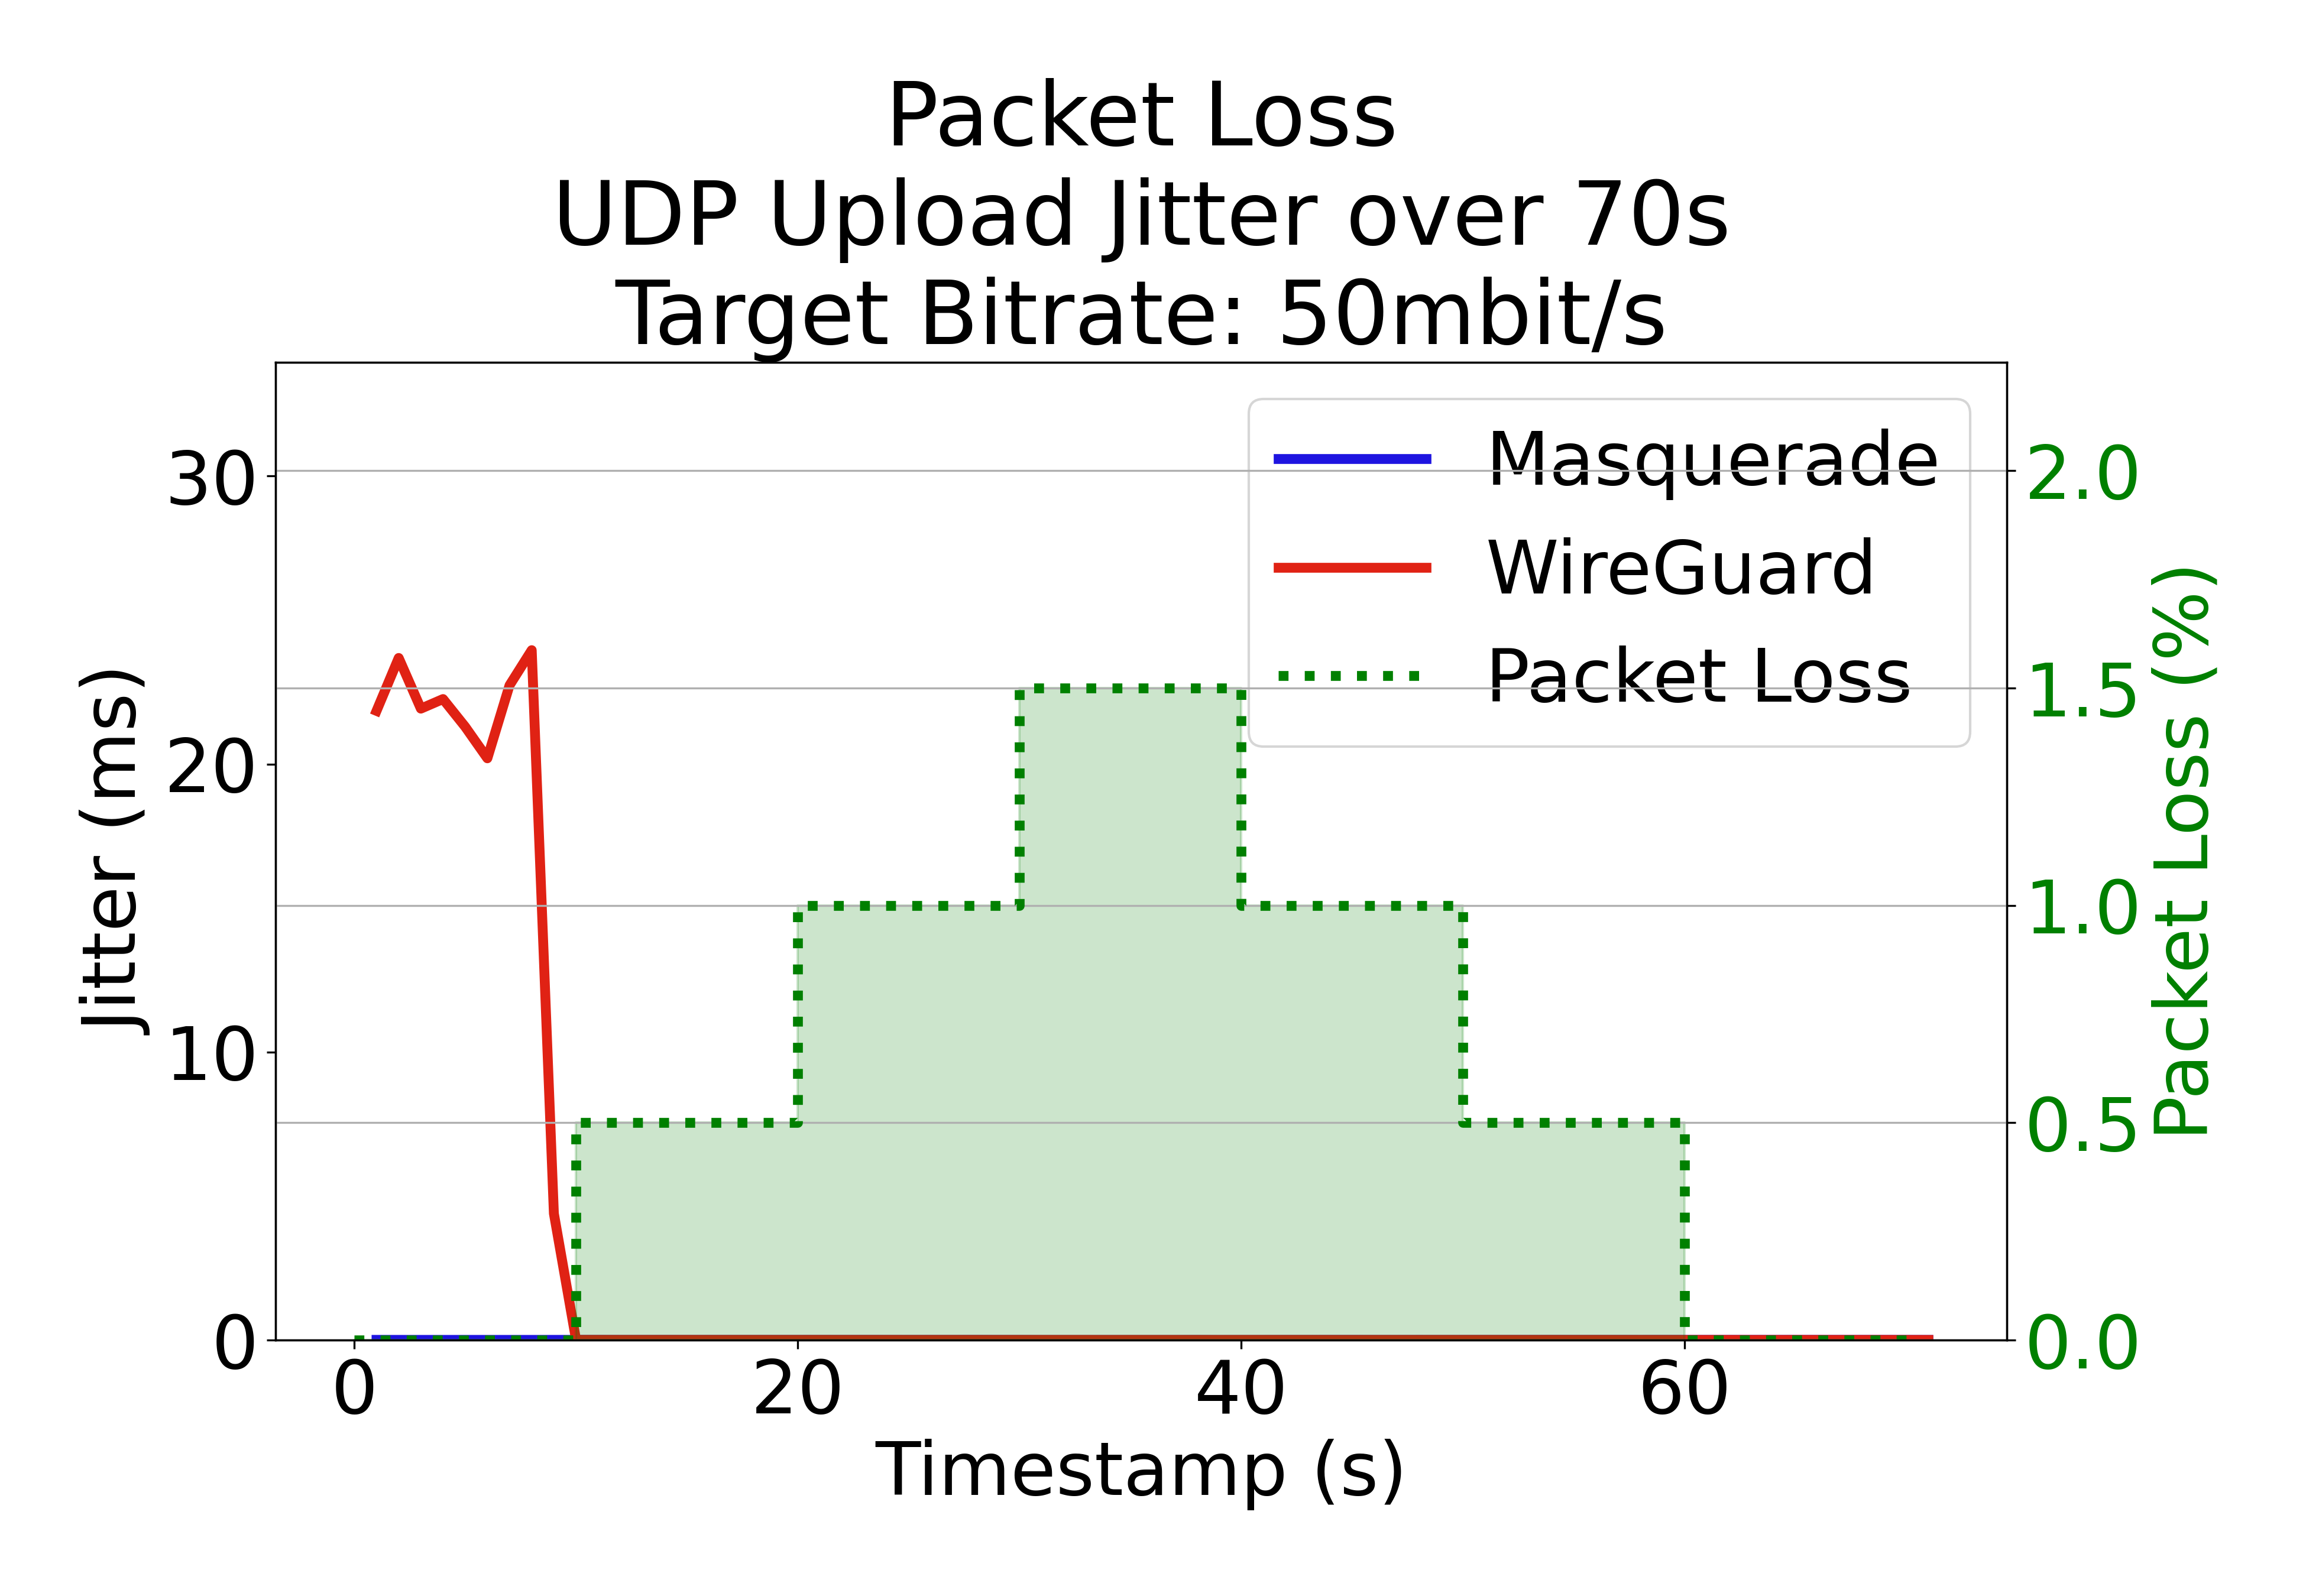 Packet Loss
UDP Upload Jitter over 70s
Target Bitrate: 50mbit/s
Masquerade
WireGuard
Packet Loss
Jitter (ms)
30
20
10
0
Packet Loss (%)
2.0
1.5
1.0
0.5
0.0
0 20 40 60
Timestamp (s)